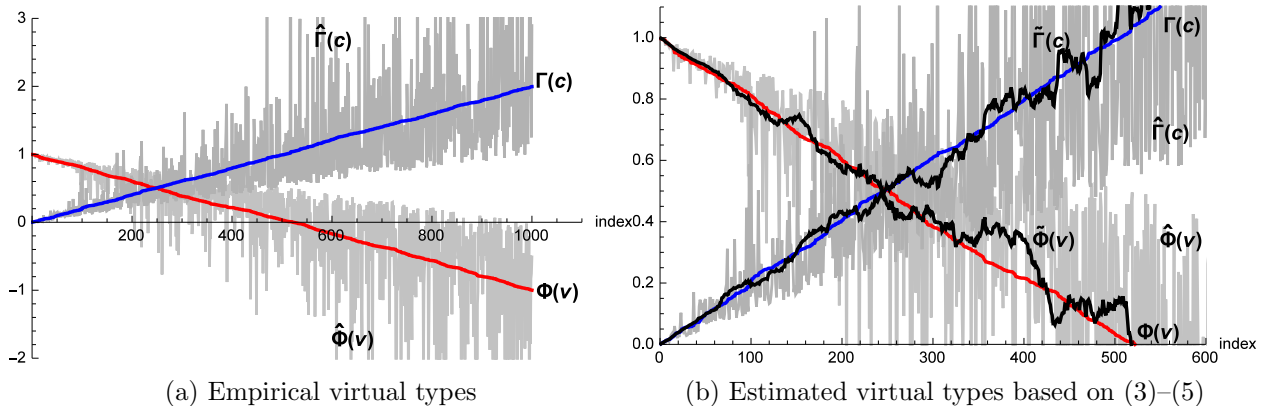 3
2
1
0
−1
−2
200
400
600
800
1000
index
Γ̂(c)
Γ(c)
Φ(v)
Φ̂(v)
(a) Empirical virtual types
1.0
0.8
0.6
0.4
0.2
0.0
0
100
200
300
400
500
600
index
Γ̃(c)
Γ(c)
Γ̂(c)
Φ̃(v)
Φ̂(v)
Φ(v)
(b) Estimated virtual types based on (3)–(5)